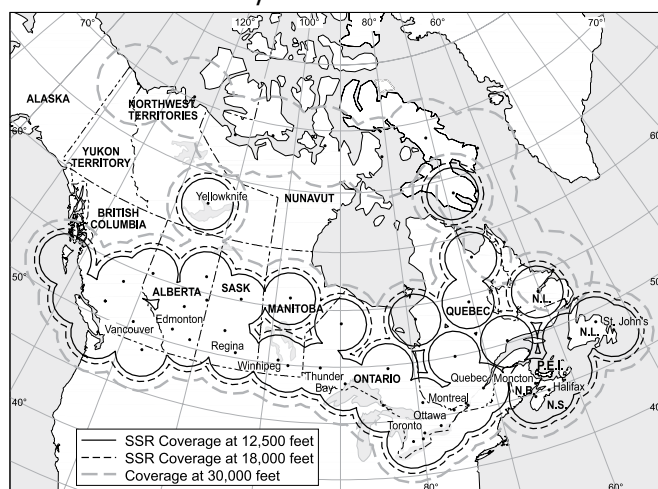 120°
100°
80°
60°
70°
ALASKA
NORTHWEST
TERRITORIES
60°
YUKON
TERRITORY
Yellowknife
NUNAVUT
60°
BRITISH
COLUMBIA
50°
ALBERTA
SASK
MANITOBA
QUEBEC
N.L.
50°
Vancouver
Edmonton
Regina
Winnipeg
Thunder
Bay
ONTARIO
N.L.
St. John's
Quebec
Moncton
P.E.I.
N.B.
Halifax
N.S.
Montreal
Ottawa
Toronto
40°
40°
SSR Coverage at 12,500 feet
SSR Coverage at 18,000 feet
Coverage at 30,000 feet
80°
70°
60°